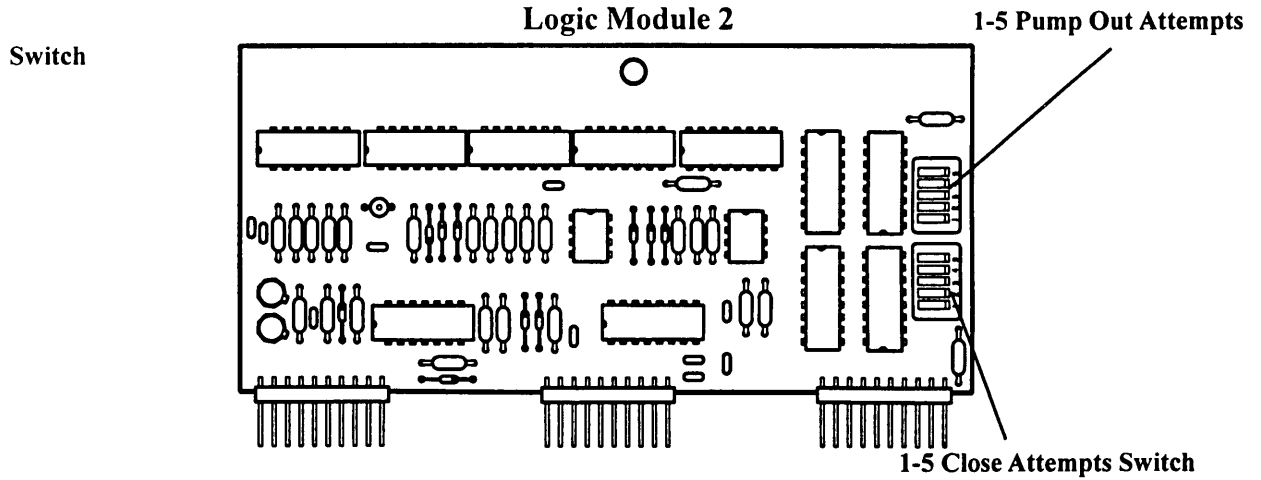 Logic Module 2
1-5 Pump Out Attempts
Switch
1-5 Close Attempts Switch